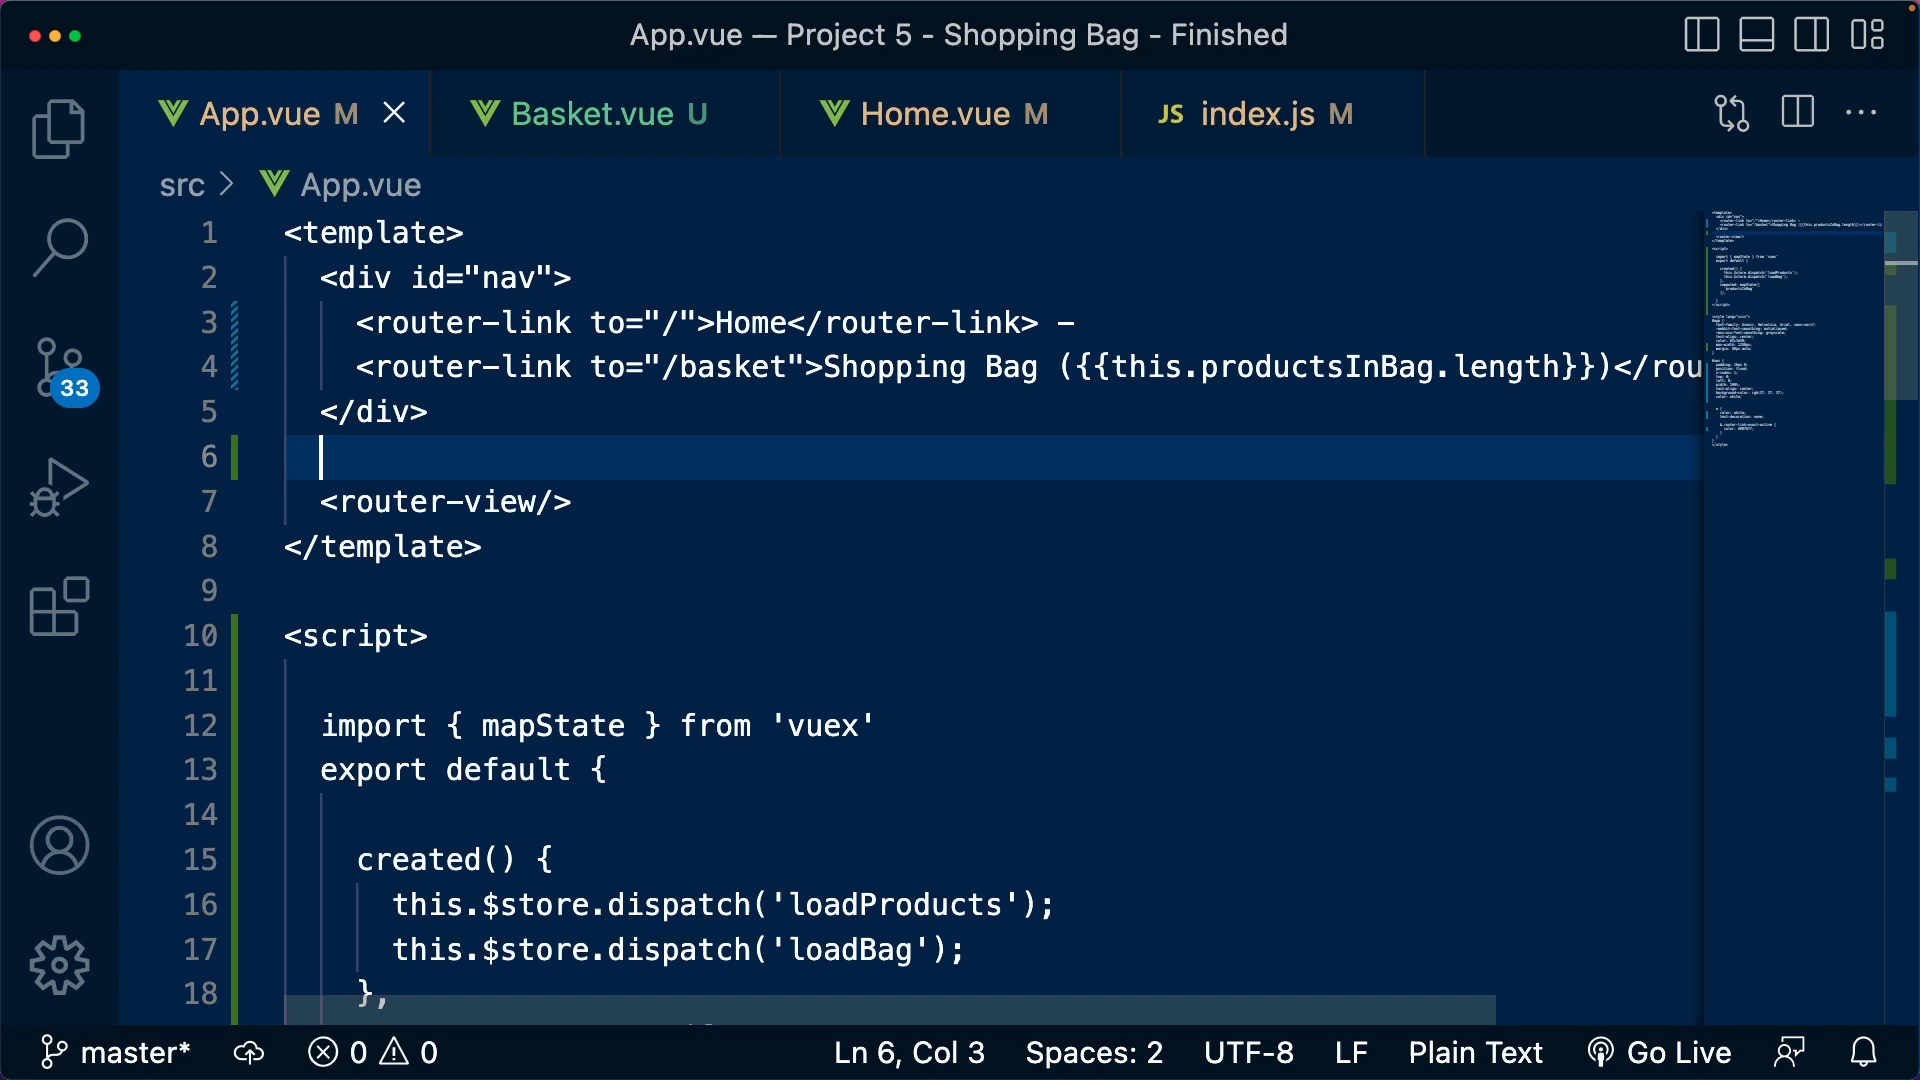 App.vue — Project 5 - Shopping Bag - Finished
App.vue M
Basket.vue U
Home.vue M
JS index.js M
src > App.vue
1 <template>
2 <div id="nav">
3 <router-link to="/">Home</router-link> -
4 <router-link to="/basket">Shopping Bag ({{this.productsInBag.length}})</rou
5 </div>
6
7 <router-view/>
8 </template>
9
10 <script>
11
12 import { mapState } from 'vuex'
13 export default {
14
15 created() {
16 this.$store.dispatch('loadProducts');
17 this.$store.dispatch('loadBag');
18 },
33
master* 0 0 Ln 6, Col 3 Spaces: 2 UTF-8 LF Plain Text Go Live